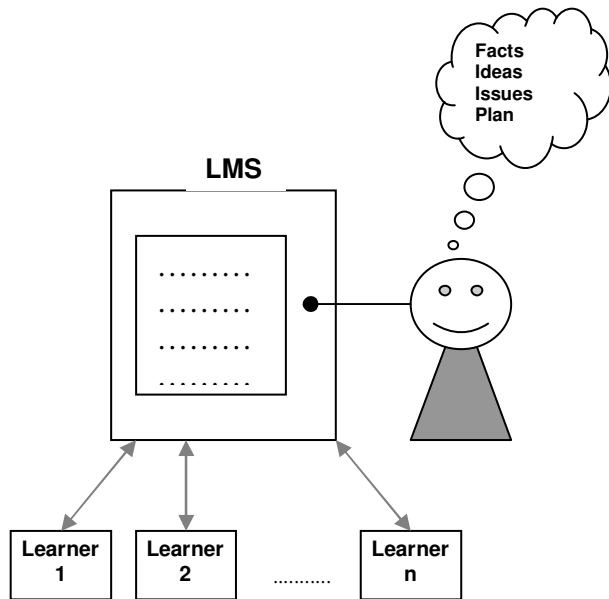 Facts
Ideas
Issues
Plan
LMS
.........
.........
.........
.........
Learner
1
Learner
2
...........
Learner
n